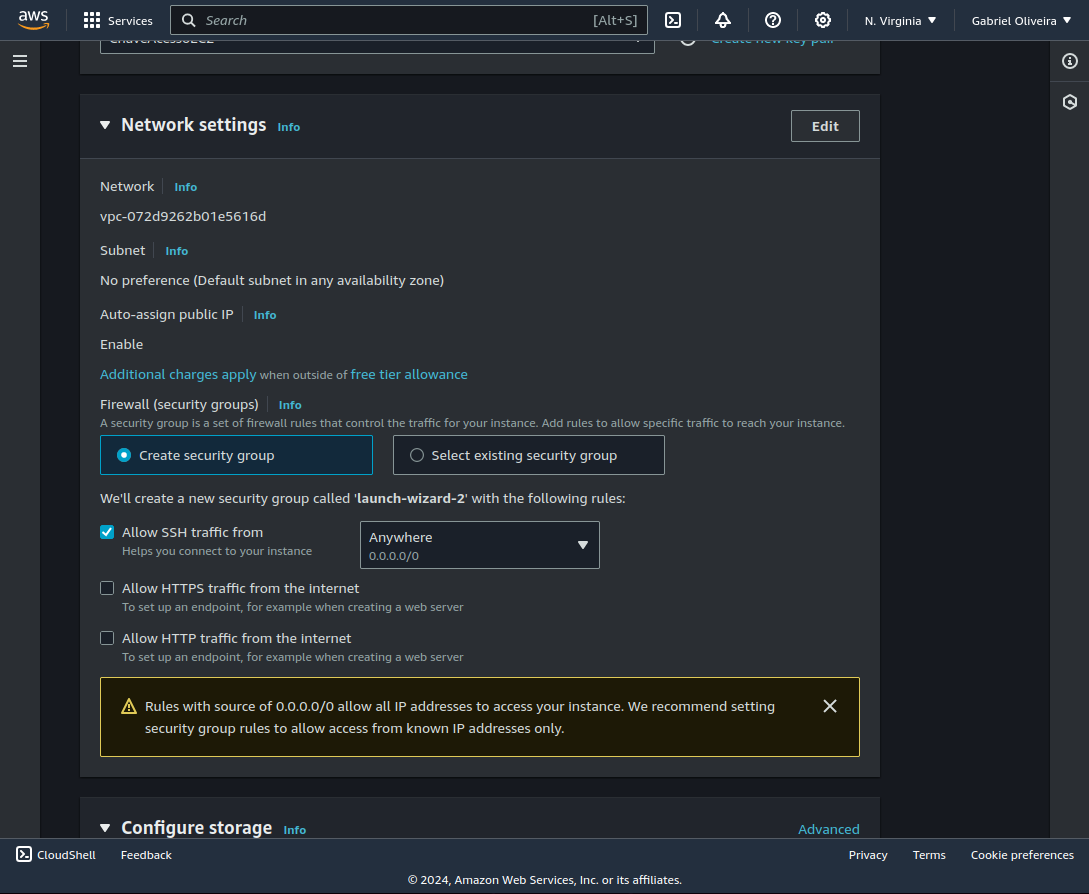 aws Services Search [Alt+S] N. Virginia Gabriel Oliveira
Network settings Info Edit
Network Info
vpc-072d9262b01e5616d
Subnet Info
No preference (Default subnet in any availability zone)
Auto-assign public IP Info
Enable
Additional charges apply when outside of free tier allowance
Firewall (security groups) Info
A security group is a set of firewall rules that control the traffic for your instance. Add rules to allow specific traffic to reach your instance.
Create security group Select existing security group
We'll create a new security group called 'launch-wizard-2' with the following rules:
Allow SSH traffic from
Helps you connect to your instance
Anywhere
0.0.0.0/0
Allow HTTPS traffic from the internet
To set up an endpoint, for example when creating a web server
Allow HTTP traffic from the internet
To set up an endpoint, for example when creating a web server
Rules with source of 0.0.0.0/0 allow all IP addresses to access your instance. We recommend setting
security group rules to allow access from known IP addresses only.
Configure storage Info Advanced
CloudShell Feedback Privacy Terms Cookie preferences
© 2024, Amazon Web Services, Inc. or its affiliates.